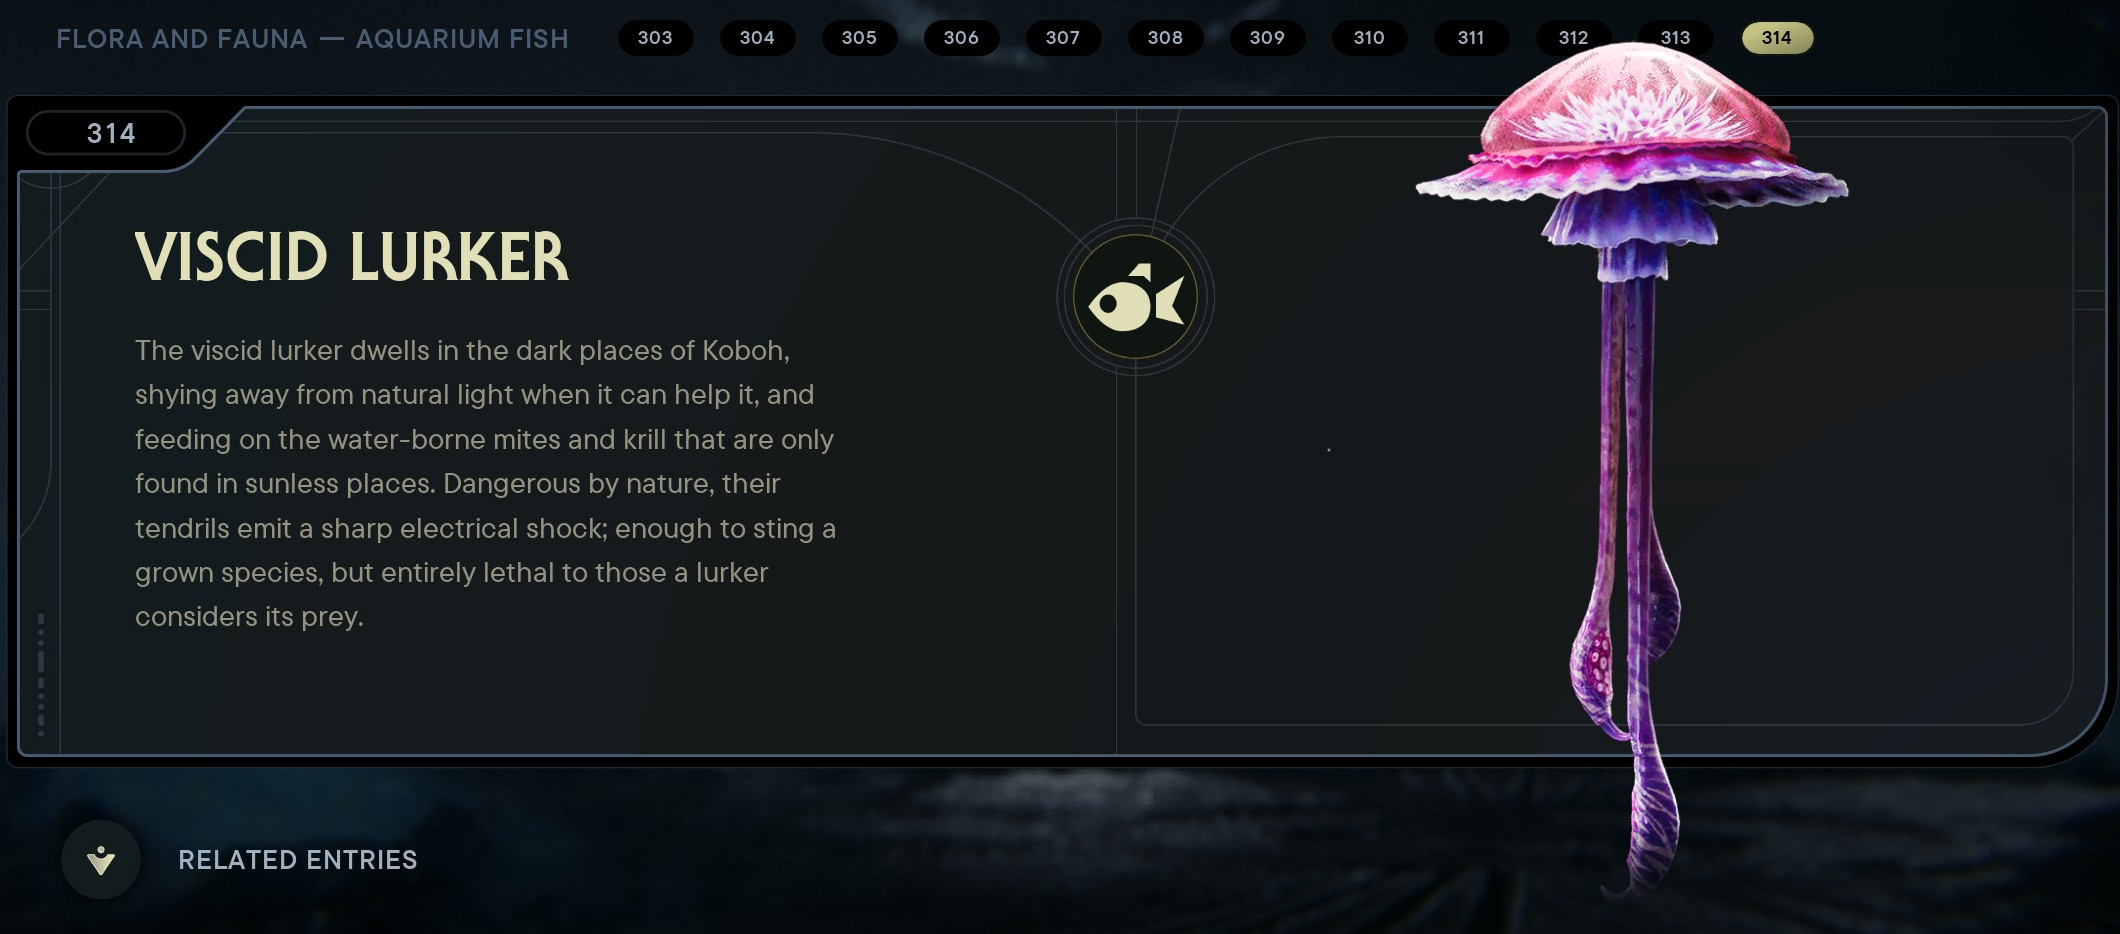 FLORA AND FAUNA — AQUARIUM FISH
303 304 305 306 307 308 309 310 311 312 313 314
314
VISCID LURKER
The viscid lurker dwells in the dark places of Koboh,
shying away from natural light when it can help it, and
feeding on the water-borne mites and krill that are only
found in sunless places. Dangerous by nature, their
tendrils emit a sharp electrical shock; enough to sting a
grown species, but entirely lethal to those a lurker
considers its prey.
RELATED ENTRIES